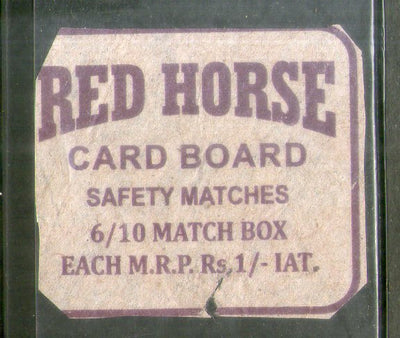 RED HORSE
CARD BOARD
SAFETY MATCHES
6/10 MATCH BOX
EACH M.R.P. Rs. 1/- IAT.